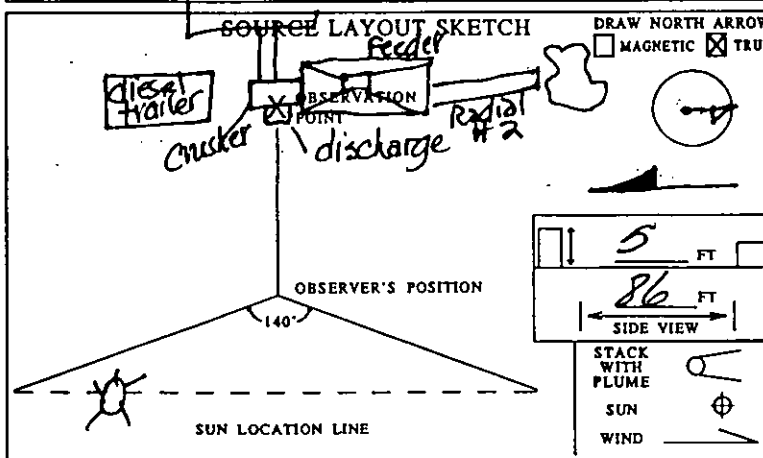 SOURCE LAYOUT SKETCH
DRAW NORTH ARROW
MAGNETIC
TRU
feeder
diesel
trailer
OBSERVATION
POINT
crusher
discharge
Radial
# 2
5 FT
OBSERVER'S POSITION
86 FT
140°
SIDE VIEW
STACK
WITH
PLUME
SUN
SUN LOCATION LINE
WIND